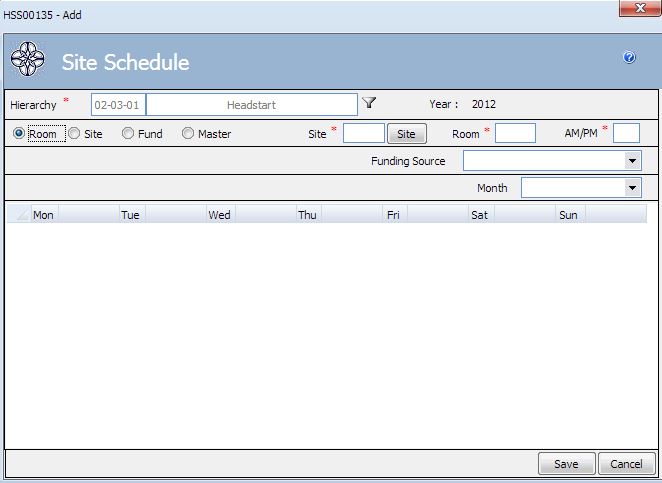 HSS00135 - Add
Site Schedule
Hierarchy * 02-03-01 Headstart Year : 2012
Room Site Fund Master Site * Site Room * AM/PM *
Funding Source
Month
Mon Tue Wed Thu Fri Sat Sun
Save Cancel